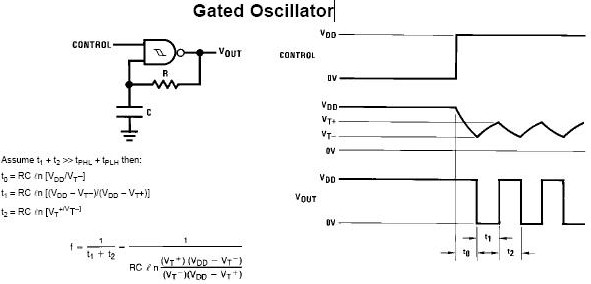 Gated Oscillator
CONTROL
VOUT
R
C
Assume t1 + t2 >> tPHL + tPLH then:
t0 = RC ℓn [VDD/VT−]
t1 = RC ℓn [(VDD − VT−)/(VDD − VT+)]
t2 = RC ℓn [VT+/VT−]
f = 1 / t1 + t2 = 1 / RC ℓn (VT+) (VDD − VT−) / (VT−)(VDD − VT+)
CONTROL
VDD
0V
VDD
VT+
VT−
0V
VOUT
VDD
0V
t1
t0
t2